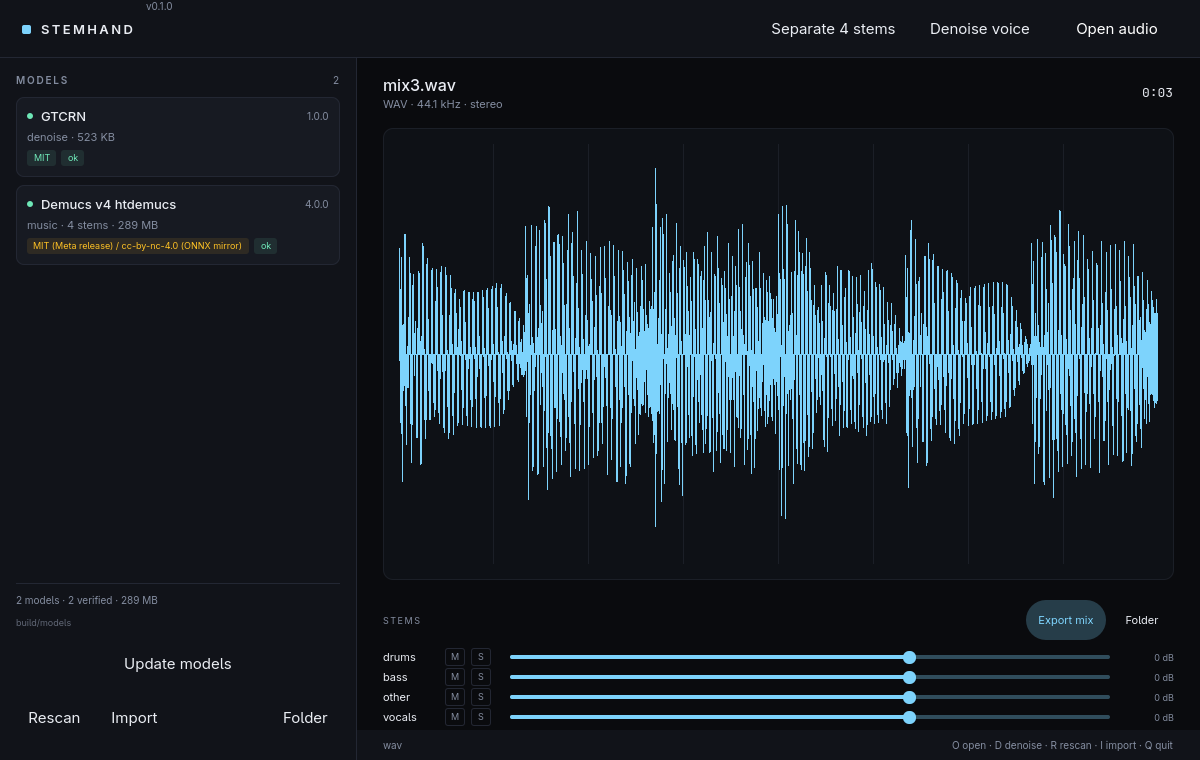 v0.1.0
STEMHAND
Separate 4 stems
Denoise voice
Open audio
MODELS 2
GTCRN 1.0.0
denoise · 523 KB
MIT ok
Demucs v4 htdemucs 4.0.0
music · 4 stems · 289 MB
MIT (Meta release) / cc-by-nc-4.0 (ONNX mirror) ok
2 models · 2 verified · 289 MB
build/models
Update models
Rescan Import Folder
mix3.wav
WAV · 44.1 kHz · stereo
0:03
STEMS Export mix Folder
drums M S 0 dB
bass M S 0 dB
other M S 0 dB
vocals M S 0 dB
wav O open · D denoise · R rescan · I import · Q quit